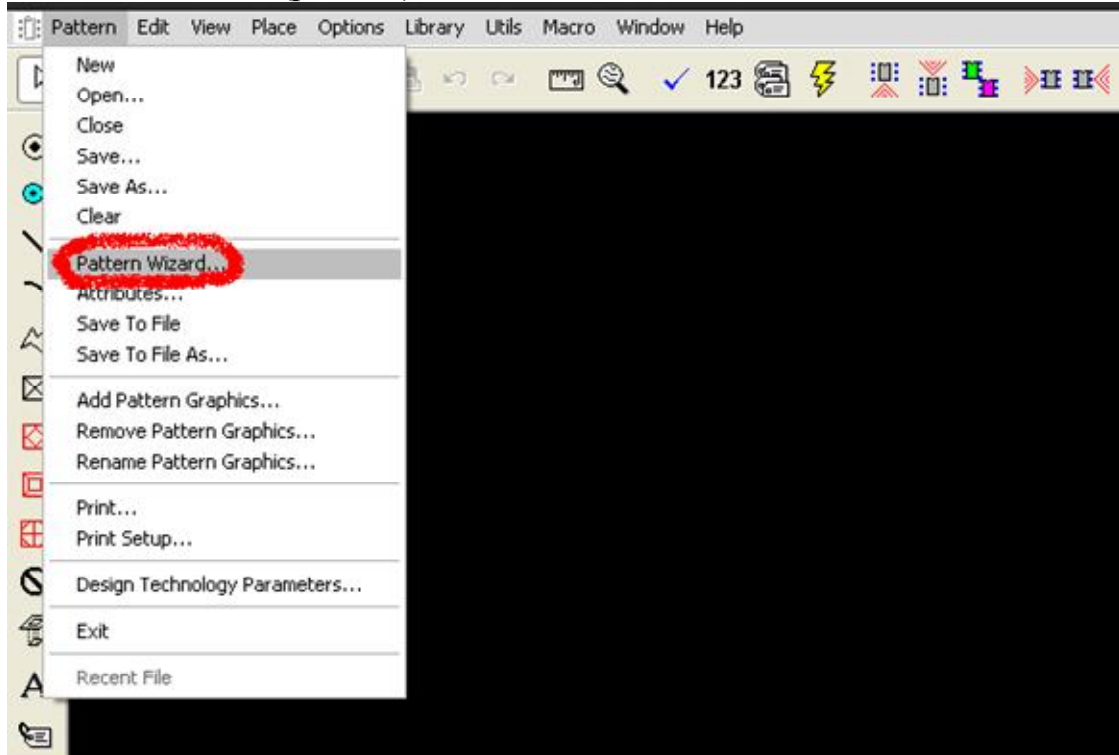 Pattern Edit View Place Options Library Utils Macro Window Help
123
New
Open...
Close
Save...
Save As...
Clear
Pattern Wizard...
Attributes...
Save To File
Save To File As...
Add Pattern Graphics...
Remove Pattern Graphics...
Rename Pattern Graphics...
Print...
Print Setup...
Design Technology Parameters...
Exit
Recent File
A